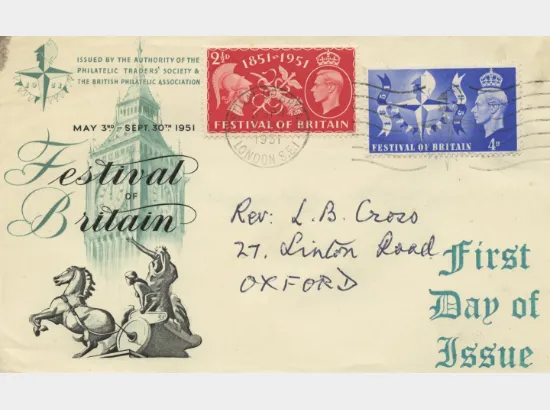 ISSUED BY THE AUTHORITY OF THE
PHILATELIC TRADERS' SOCIETY &
THE BRITISH PHILATELIC ASSOCIATION
MAY 3RD - SEPT. 30TH 1951
Festival
OF
Britain
2½D
1851-1951
FESTIVAL OF BRITAIN
FESTIVAL OF BRITAIN
4D
1951
LONDON S.E.1
Rev: L. B. Cross
27, Linton Road
OXFORD
First
Day of
Issue